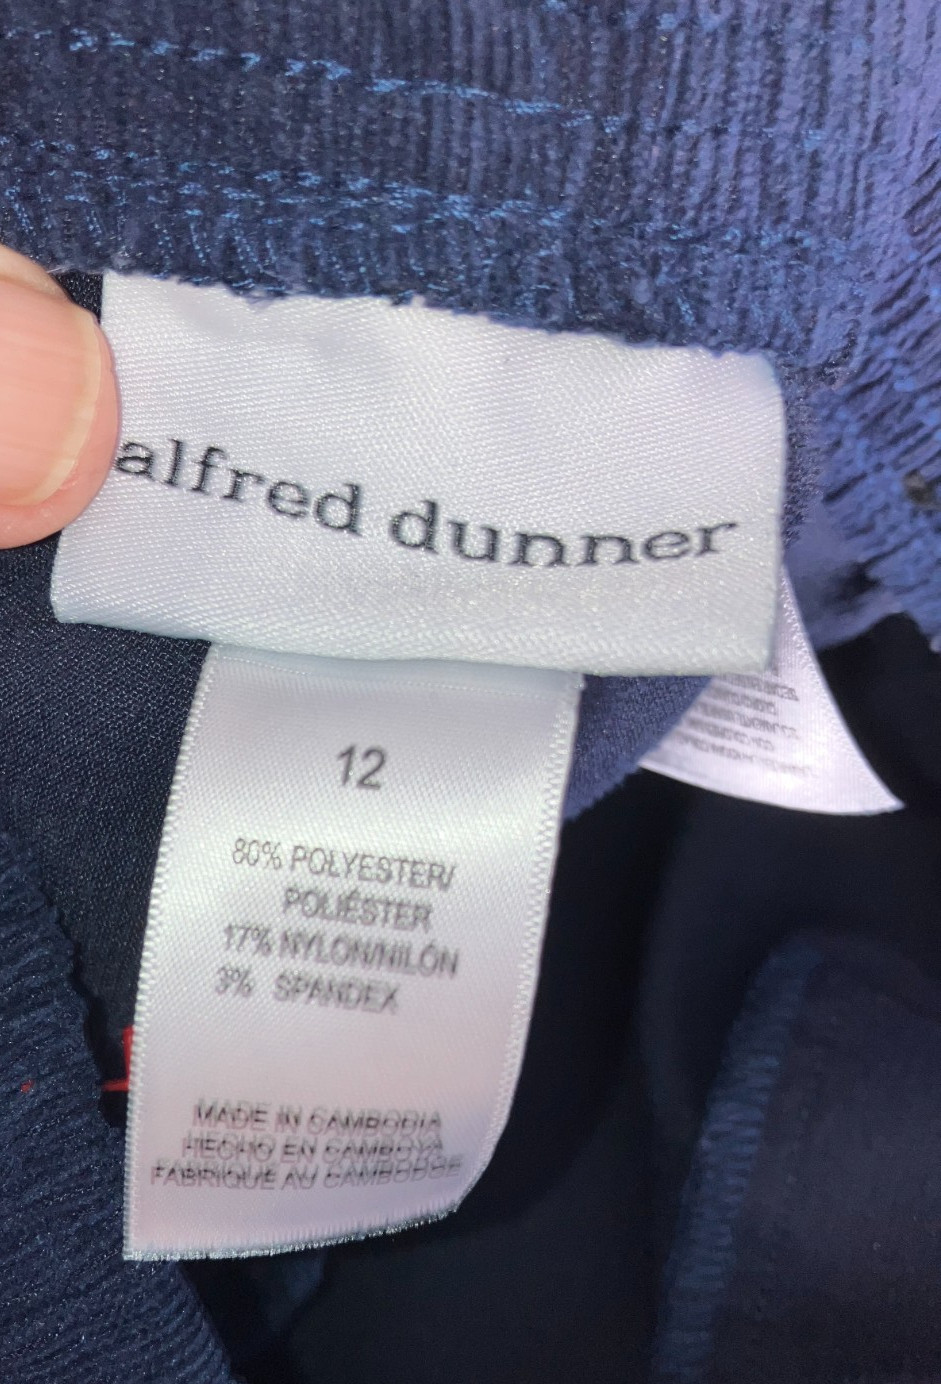 alfred dunner
12
80% POLYESTER/
POLIÉSTER
17% NYLON/NILÓN
3% SPANDEX
MADE IN CAMBODIA
HECHO EN CAMBOYA
FABRIQUE AU CAMBODGE